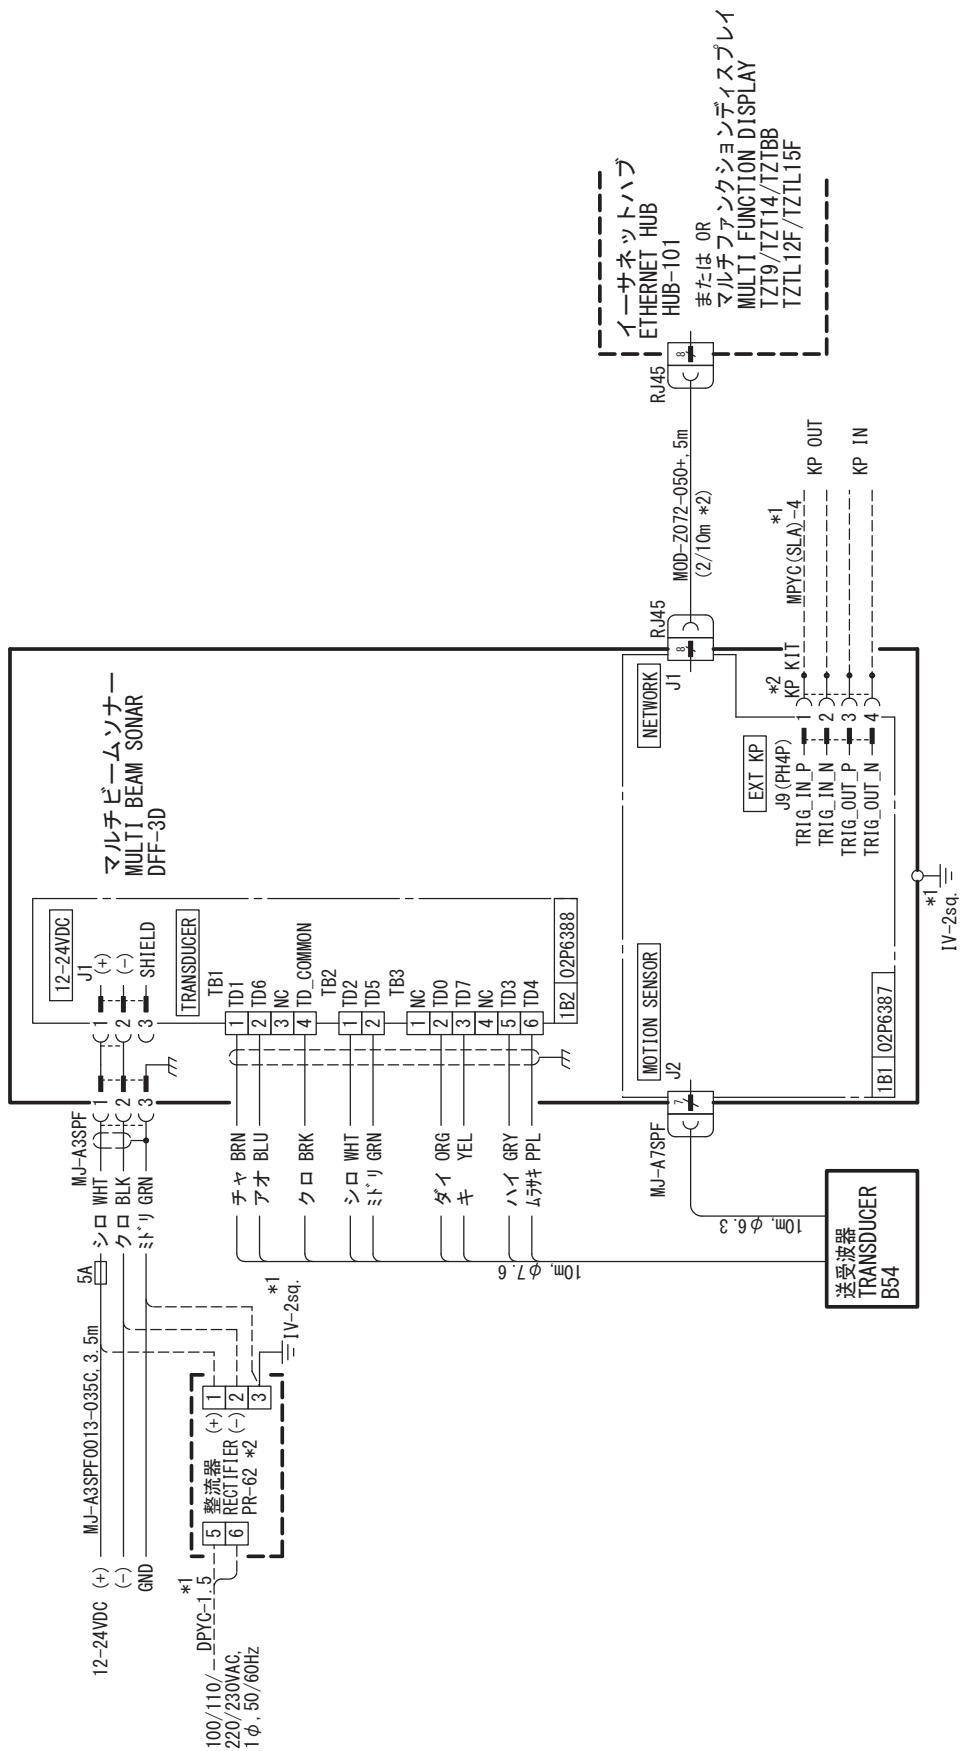 マルチビームソナー
MULTI BEAM SONAR
DFF-3D
12-24VDC (+)
(-)
GND
MJ-A3SPF0013-035C, 3.5m
5A
シロ WHT
クロ BLK
ミドリ GRN
MJ-A3SPF
1
2
3
1
2
3
12-24VDC
J1
(+)
(-)
SHIELD
100/110/
220/230VAC,
1φ, 50/60Hz
*1
DPYC-1.5
5
6
整流器
RECTIFIER
PR-62 *2
(+)
(-)
1
2
3
*1
IV-2sq.
TRANSDUCER
TB1
チャ BRN
1 TD1
アオ BLU
2 TD6
3 NC
クロ BRK
4 TD_COMMON
TB2
シロ WHT
1 TD2
ミドリ GRN
2 TD5
TB3
1 NC
ダイ ORG
2 TD0
キ YEL
3 TD7
4 NC
ハイ GRY
5 TD3
ムラサキ PPL
6 TD4
1B2 02P6388
10m, φ7.6
送受波器
TRANSDUCER
B54
10m, φ6.3
MJ-A7SPF
7
MOTION SENSOR
J2
1B1 02P6387
NETWORK
J1
8
RJ45
MOD-Z072-050+, 5m
(2/10m *2)
RJ45
8
イーサネットハブ
ETHERNET HUB
HUB-101
または OR
マルチファンクションディスプレイ
MULTI FUNCTION DISPLAY
TZT9/TZT14/TZTBB
TZTL12F/TZTL15F
EXT KP
J9(PH4P)
*2
KP KIT
TRIG_IN_P 1
TRIG_IN_N 2
TRIG_OUT_P 3
TRIG_OUT_N 4
*1
MPYC(SLA)-4
KP OUT
KP IN
*1
IV-2sq.